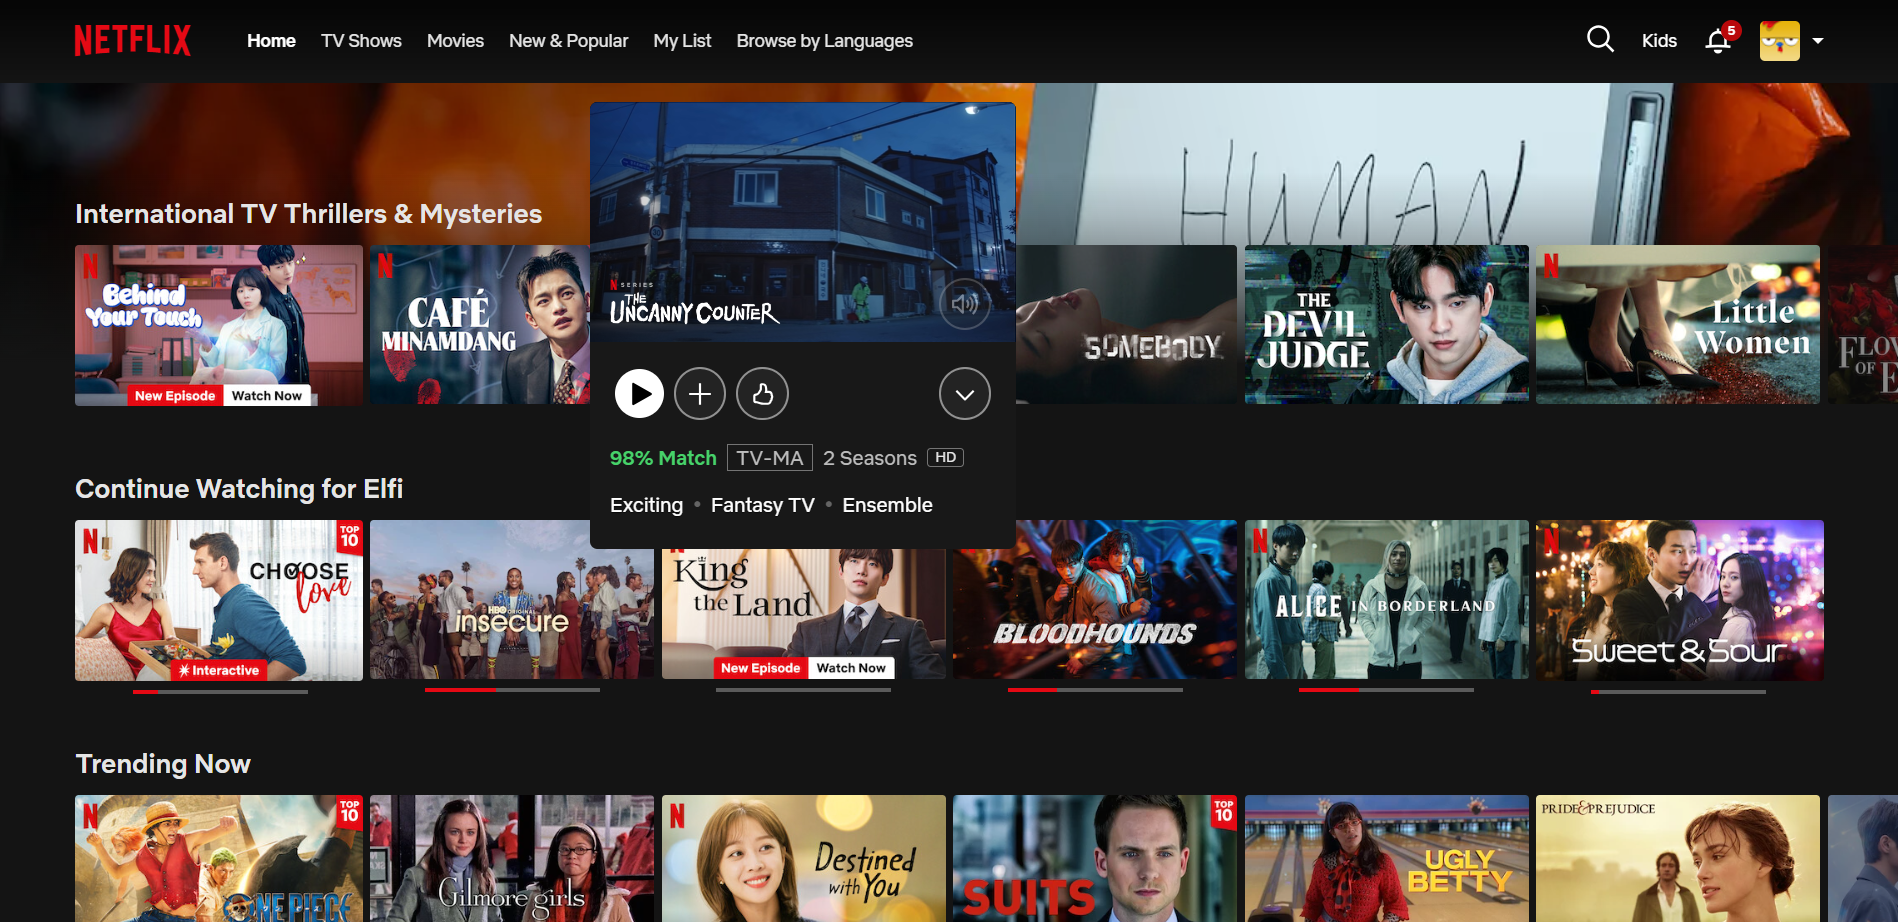 NETFLIX
Home TV Shows Movies New & Popular My List Browse by Languages
Kids
5
HUMAN
International TV Thrillers & Mysteries
N
Behind
Your Touch
New Episode Watch Now
N
CAFÉ
MINAMDANG
N SERIES
THE
UNCANNY COUNTER
98% Match TV-MA 2 Seasons HD
Exciting • Fantasy TV • Ensemble
SOMEBODY
THE
DEVIL
JUDGE
N
Little
Women
FLOW
OF E
Continue Watching for Elfi
N
TOP
10
CHOOSE
love
Interactive
HBO ORIGINAL
insecure
King
the Land
New Episode Watch Now
BLOODHOUNDS
N
ALICE IN BORDERLAND
N
Sweet & Sour
Trending Now
N
TOP
10
ONE PIECE
Gilmore girls
N
Destined
with You
TOP
10
SUITS
UGLY
BETTY
PRIDE & PREJUDICE